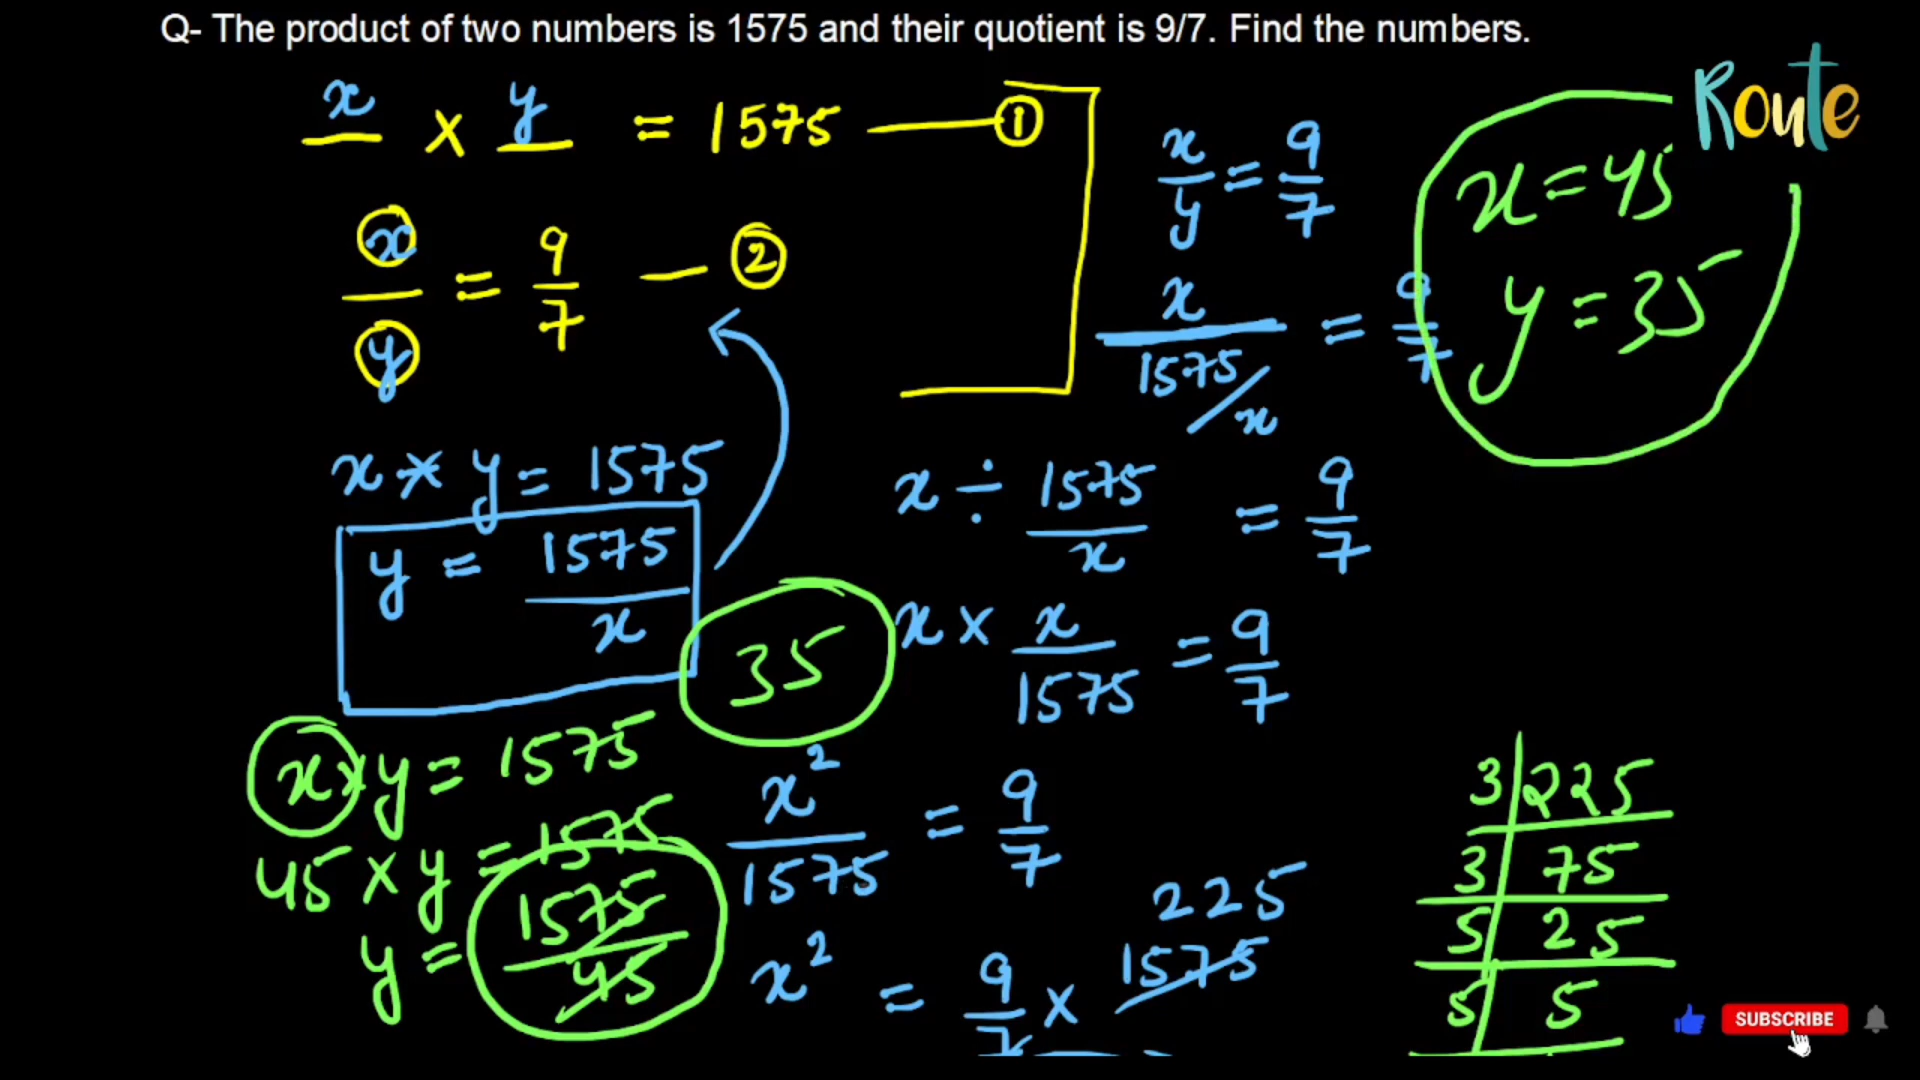 Q- The product of two numbers is 1575 and their quotient is 9/7. Find the numbers.
Route
x × y = 1575 — ①
x/y = 9/7 — ②
x * y = 1575
y = 1575/x
35
x × y = 1575
45 × y = 1575
y = 1575/45
x/y = 9/7
x/1575/x = 9/7
x ÷ 1575/x = 9/7
x × x/1575 = 9/7
x²/1575 = 9/7
225
x² = 9/7 × 1575
x = 45
y = 35
3 | 225
3 | 75
5 | 25
5 | 5
SUBSCRIBE